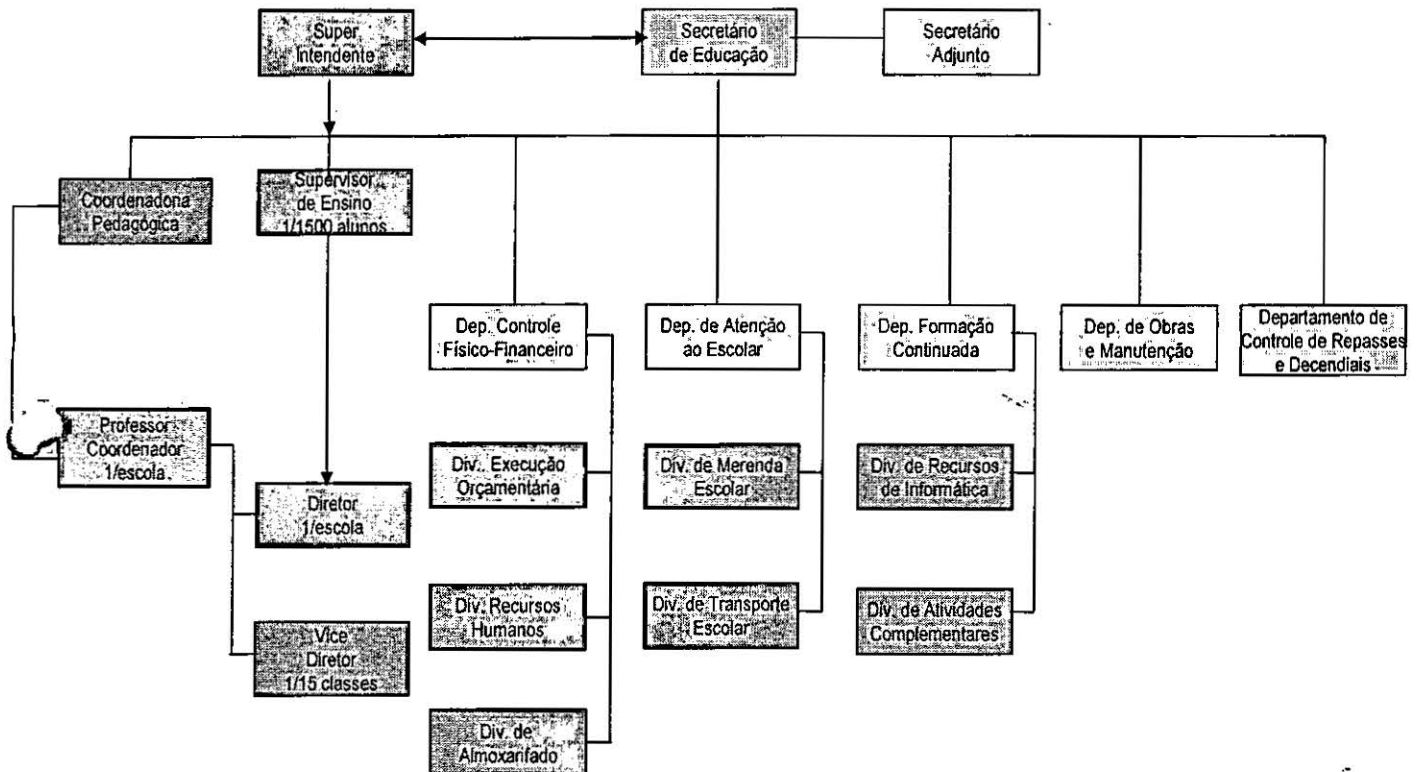 Super
Intendente
Secretário
de Educação
Secretário
Adjunto
Coordenadoria
Pedagógica
Supervisor
de Ensino
1/1500 alunos
Dep. Controle
Físico-Financeiro
Dep. de Atenção
ao Escolar
Dep. Formação
Continuada
Dep. de Obras
e Manutenção
Departamento de
Controle de Repasses
e Decendiais
Professor
Coordenador
1/escola
Div. Execução
Orçamentária
Div. de Merenda
Escolar
Div. de Recursos
de Informática
Diretor
1/escola
Div. Recursos
Humanos
Div. de Transporte
Escolar
Div. de Atividades
Complementares
Vice
Diretor
1/15 classes
Div. de
Almoxarifado